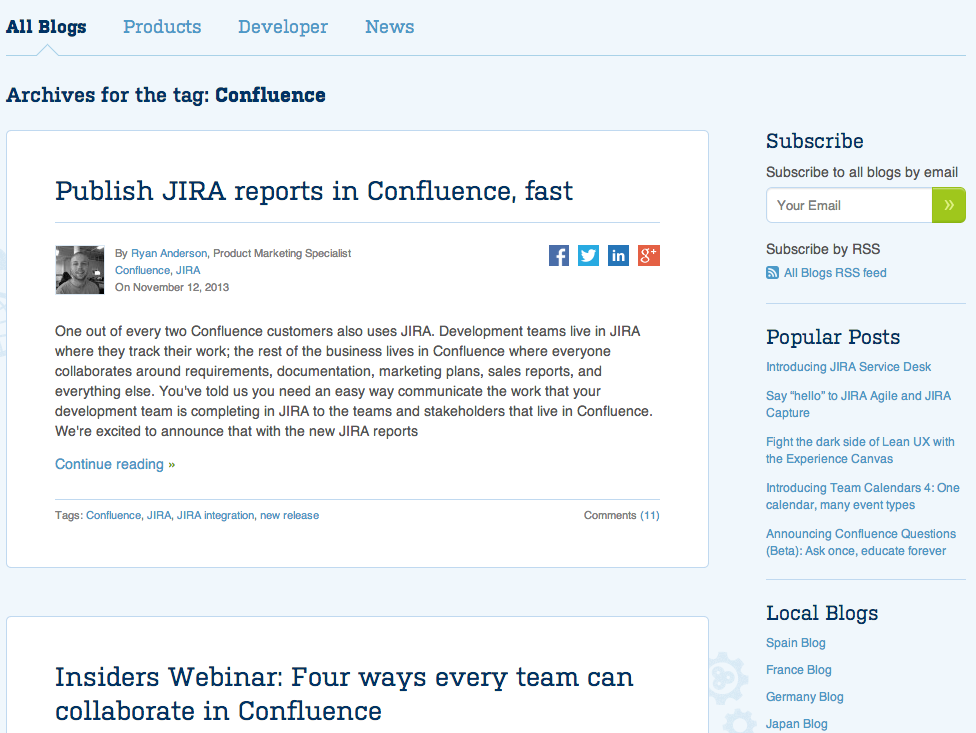 All Blogs Products Developer News
Archives for the tag: Confluence
Publish JIRA reports in Confluence, fast
By Ryan Anderson, Product Marketing Specialist
Confluence, JIRA
On November 12, 2013
One out of every two Confluence customers also uses JIRA. Development teams live in JIRA
where they track their work; the rest of the business lives in Confluence where everyone
collaborates around requirements, documentation, marketing plans, sales reports, and
everything else. You've told us you need an easy way communicate the work that your
development team is completing in JIRA to the teams and stakeholders that live in Confluence.
We're excited to announce that with the new JIRA reports
Continue reading »
Tags: Confluence, JIRA, JIRA integration, new release
Comments (11)
Insiders Webinar: Four ways every team can
collaborate in Confluence
Subscribe
Subscribe to all blogs by email
Your Email »
Subscribe by RSS
All Blogs RSS feed
Popular Posts
Introducing JIRA Service Desk
Say “hello” to JIRA Agile and JIRA
Capture
Fight the dark side of Lean UX with
the Experience Canvas
Introducing Team Calendars 4: One
calendar, many event types
Announcing Confluence Questions
(Beta): Ask once, educate forever
Local Blogs
Spain Blog
France Blog
Germany Blog
Japan Blog